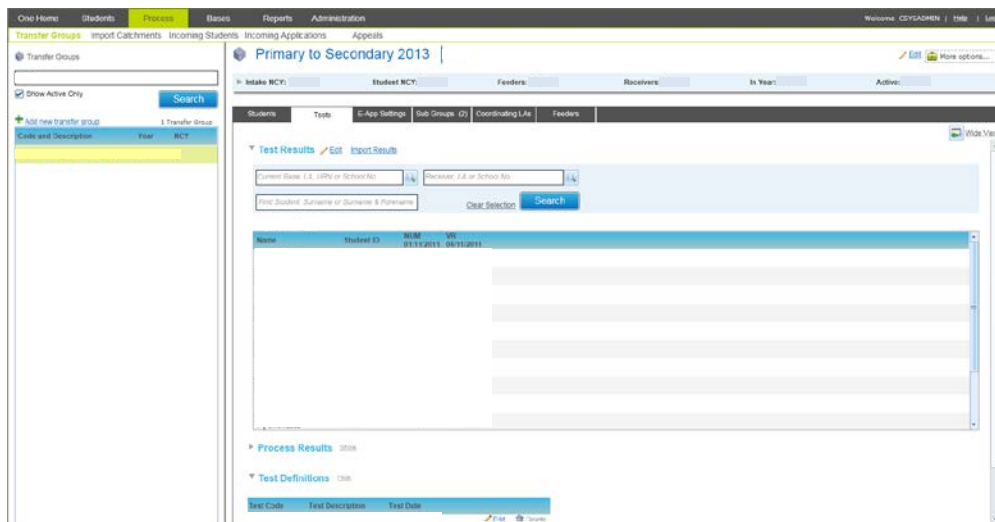 One Home Students Process Bases Reports Administration Welcome CSYSADMIN | Help |
Transfer Groups Import Catchments Incoming Students Incoming Applications Appeals
Transfer Groups
Primary to Secondary 2013
Edit More options...
Intake NCY: Student NCY: Feeders: Receivers: In Year: Active:
Show Active Only
Search
Add new transfer group 1 Transfer Group
Code and Description Year NCY
Students Tests E-App Settings Sub Groups (2) Coordinating LAs Feeders
Wide
Test Results Edit Import Results
Current Base, LA, URN or School No Receiver, LA or School No
Find Student: Surname or Surname & Forename
Clear Selection Search
Name Student ID NUM 01/11/2011 VR 04/11/2011
Process Results Show
Test Definitions Hide
Test Code Test Description Test Date
Edit Delete